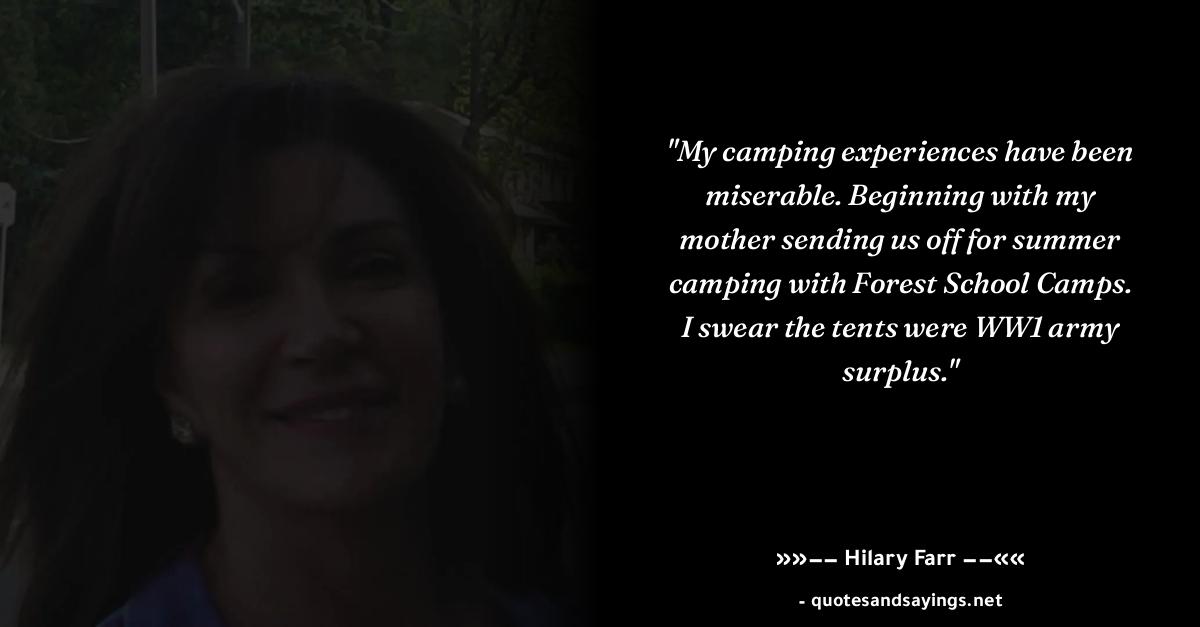 "My camping experiences have been
miserable. Beginning with my
mother sending us off for summer
camping with Forest School Camps.
I swear the tents were WW1 army
surplus."
»»−− Hilary Farr −−««
- quotesandsayings.net